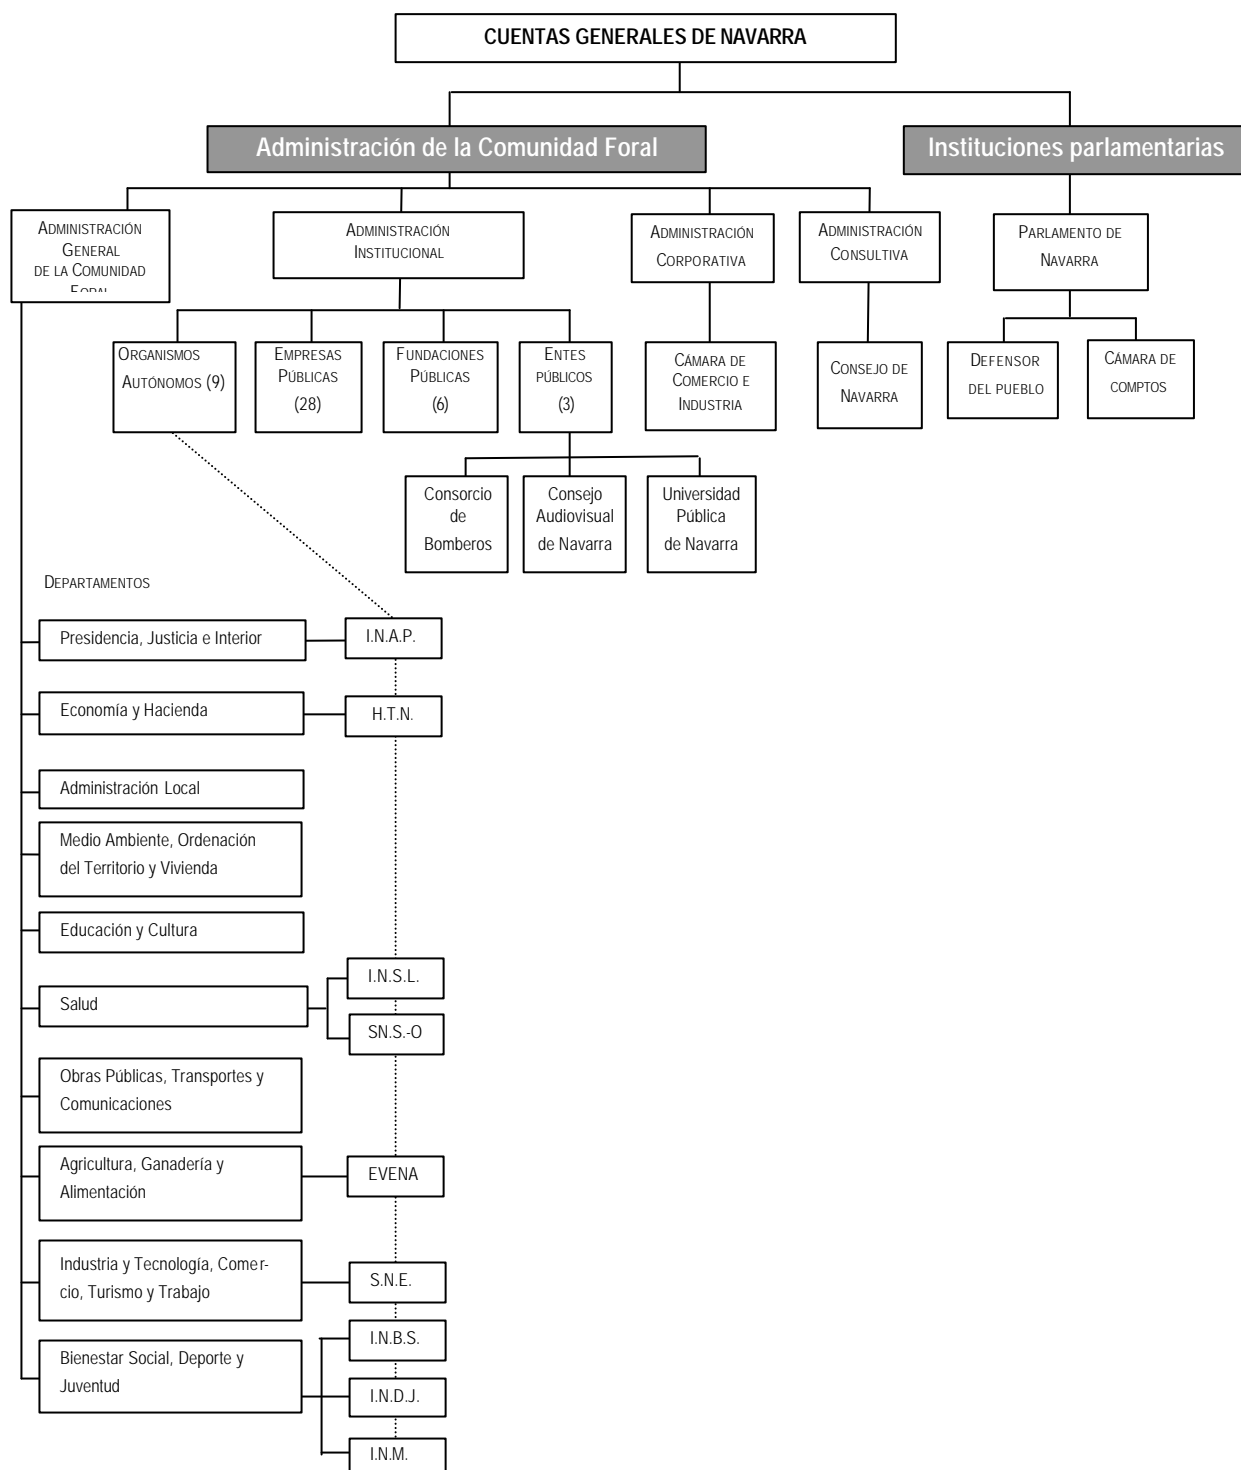 CUENTAS GENERALES DE NAVARRA
Administración de la Comunidad Foral
Instituciones parlamentarias
ADMINISTRACIÓN
GENERAL
DE LA COMUNIDAD
FORAL
ADMINISTRACIÓN
INSTITUCIONAL
ADMINISTRACIÓN
CORPORATIVA
ADMINISTRACIÓN
CONSULTIVA
PARLAMENTO DE
NAVARRA
ORGANISMOS
AUTÓNOMOS (9)
EMPRESAS
PÚBLICAS
(28)
FUNDACIONES
PÚBLICAS
(6)
ENTES
PÚBLICOS
(3)
CÁMARA DE
COMERCIO E
INDUSTRIA
CONSEJO DE
NAVARRA
DEFENSOR
DEL PUEBLO
CÁMARA DE
COMPTOS
Consorcio
de
Bomberos
Consejo
Audiovisual
de Navarra
Universidad
Pública
de Navarra
DEPARTAMENTOS
Presidencia, Justicia e Interior
I.N.A.P.
Economía y Hacienda
H.T.N.
Administración Local
Medio Ambiente, Ordenación
del Territorio y Vivienda
Educación y Cultura
Salud
I.N.S.L.
SN.S.-O
Obras Públicas, Transportes y
Comunicaciones
Agricultura, Ganadería y
Alimentación
EVENA
Industria y Tecnología, Comer-
cio, Turismo y Trabajo
S.N.E.
Bienestar Social, Deporte y
Juventud
I.N.B.S.
I.N.D.J.
I.N.M.